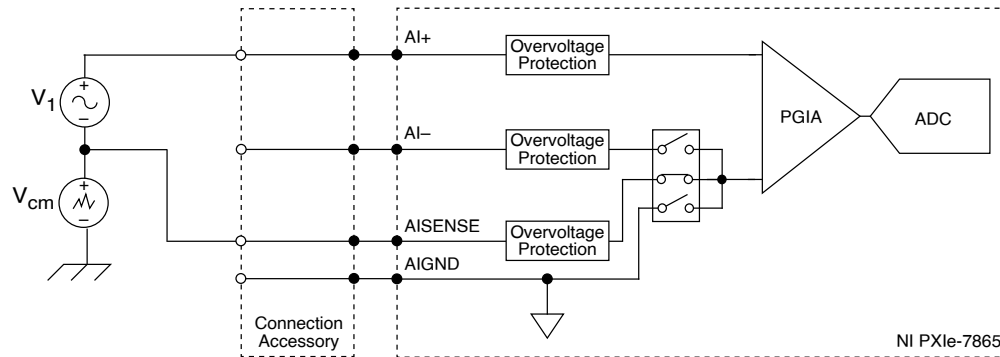 AI+
Overvoltage
Protection
+
V1
−
PGIA
ADC
AI–
Overvoltage
Protection
+
Vcm
−
AISENSE
Overvoltage
Protection
AIGND
Connection
Accessory
NI PXIe-7865